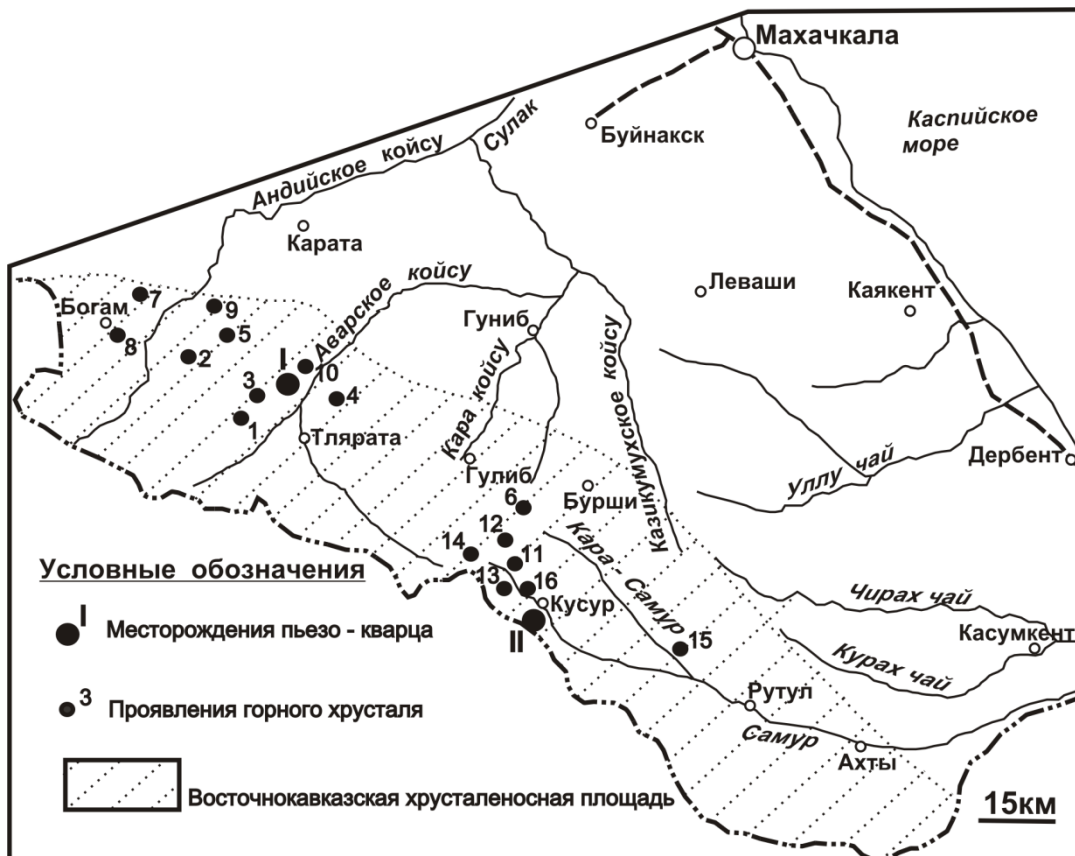 Махачкала
Буйнакск
Каспийское
море
Сулак
Андийское койсу
Карата
Аварское койсу
Леваши
Каякент
Гуниб
Богам
7
9
8
5
2
I
10
3
4
1
Тлярата
Кара койсу
Казикумухское койсу
Гулиб
Дербент
Уллу чай
Бурши
6
12
14
11
13
16
Кусур
II
Кара - Самур
15
Чирах чай
Касумкент
Курах чай
Рутул
Самур
Ахты
Условные обозначения
I
Месторождения пьезо - кварца
3
Проявления горного хрусталя
Восточнокавказская хрусталеносная площадь
15км